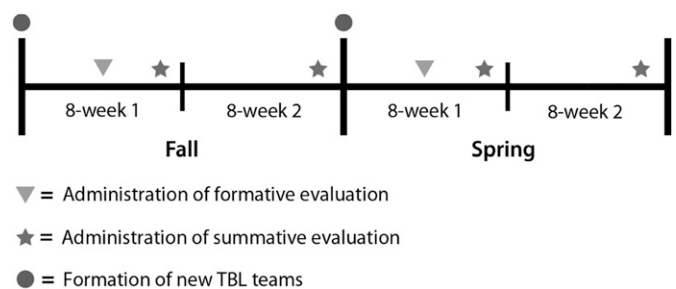 8-week 1 8-week 2 8-week 1 8-week 2
Fall Spring
= Administration of formative evaluation
= Administration of summative evaluation
= Formation of new TBL teams